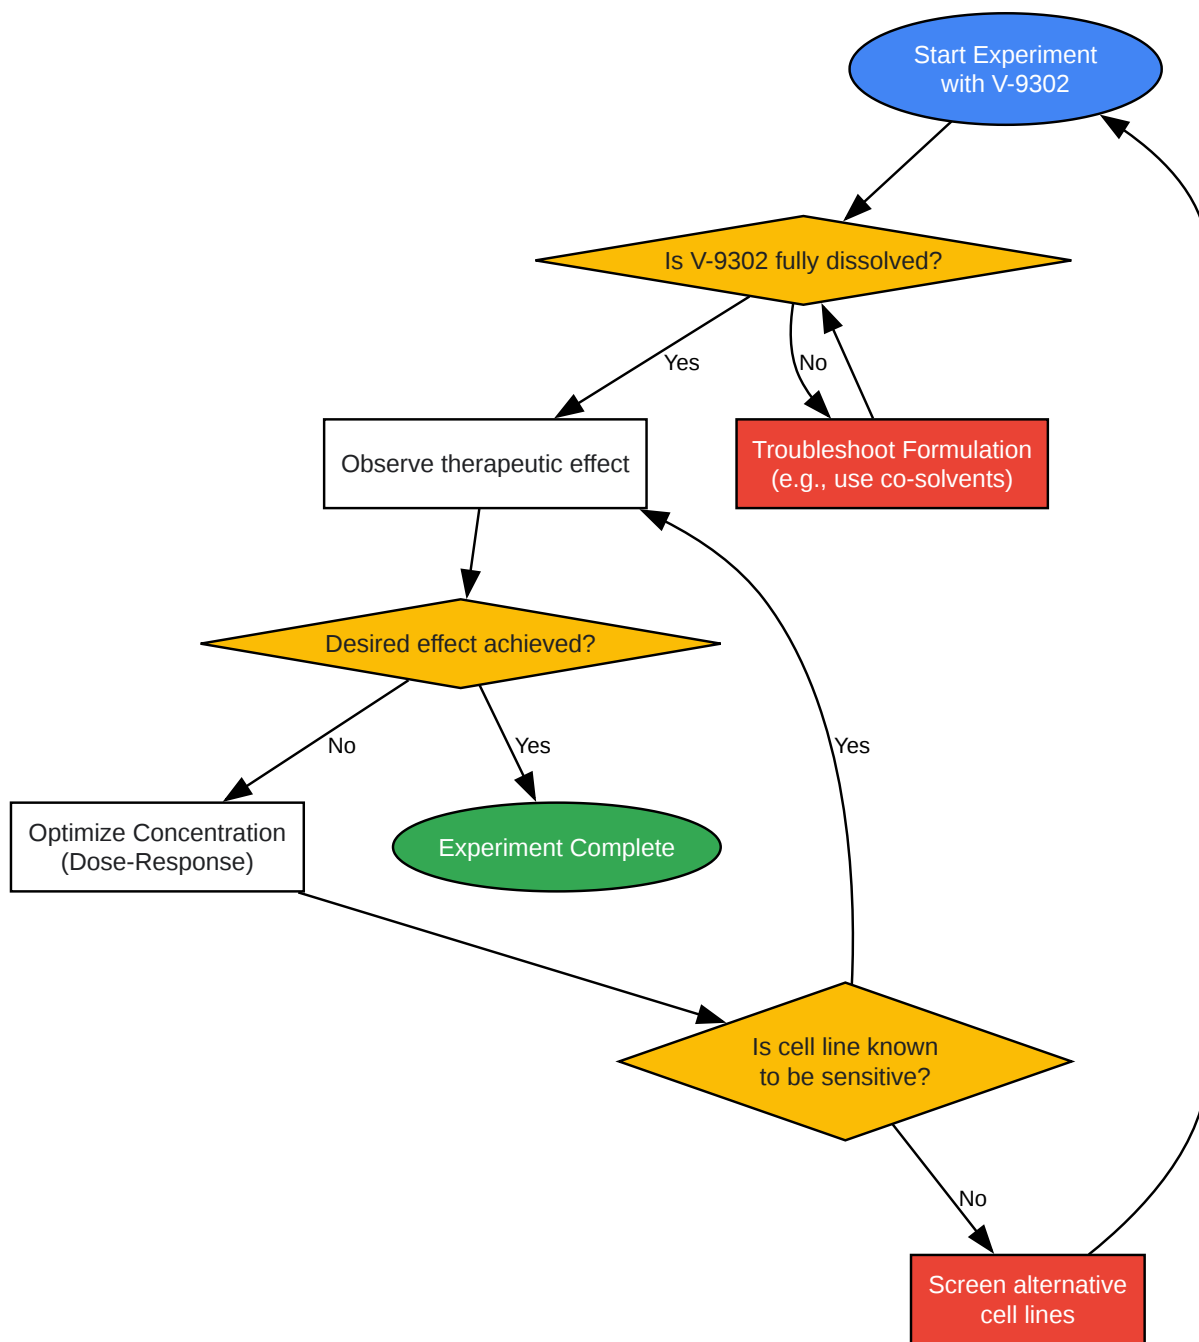 Start Experiment
with V-9302
Is V-9302 fully dissolved?
Yes
No
Observe therapeutic effect
Troubleshoot Formulation
(e.g., use co-solvents)
Desired effect achieved?
No
Yes
Yes
Optimize Concentration
(Dose-Response)
Experiment Complete
Is cell line known
to be sensitive?
No
Screen alternative
cell lines